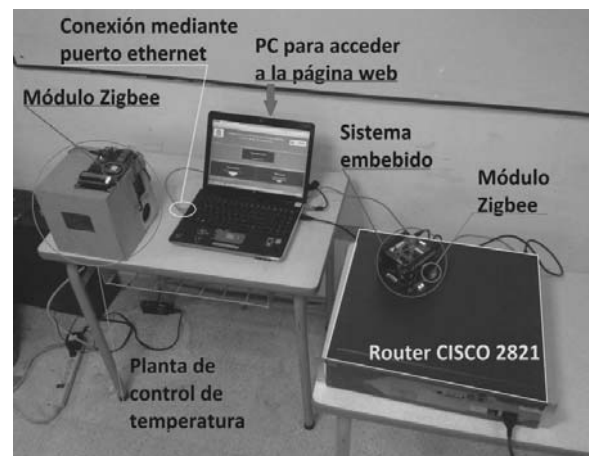 Conexión mediante
puerto ethernet
PC para acceder
a la página web
Módulo Zigbee
Sistema
embebido
Módulo
Zigbee
Router CISCO 2821
Planta de
control de
temperatura